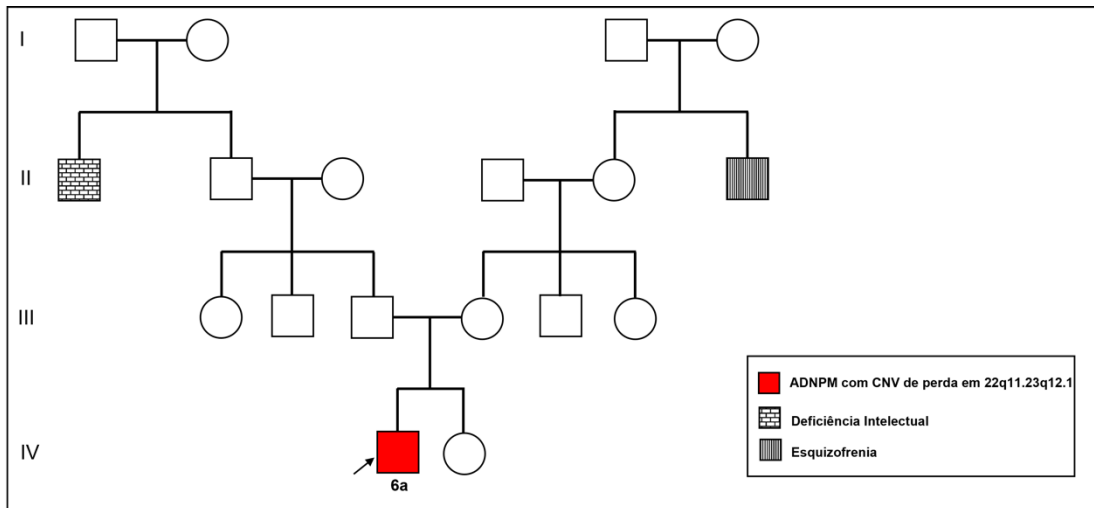 I
II
III
IV
6a
ADNPM com CNV de perda em 22q11.23q12.1
Deficiência Intelectual
Esquizofrenia